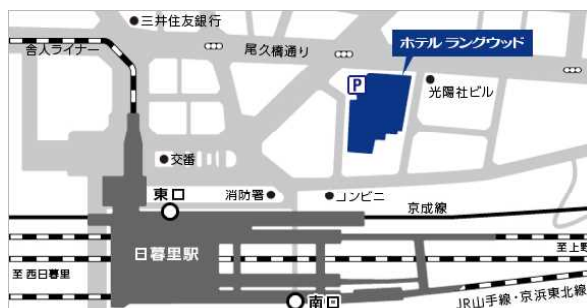 三井住友銀行
舎人ライナー
尾久橋通り
ホテル ラングウッド
P
光陽社ビル
交番
東口
消防署
コンビニ
京成線
日暮里駅
至上野
至西日暮里
南口
JR山手線・京浜東北線